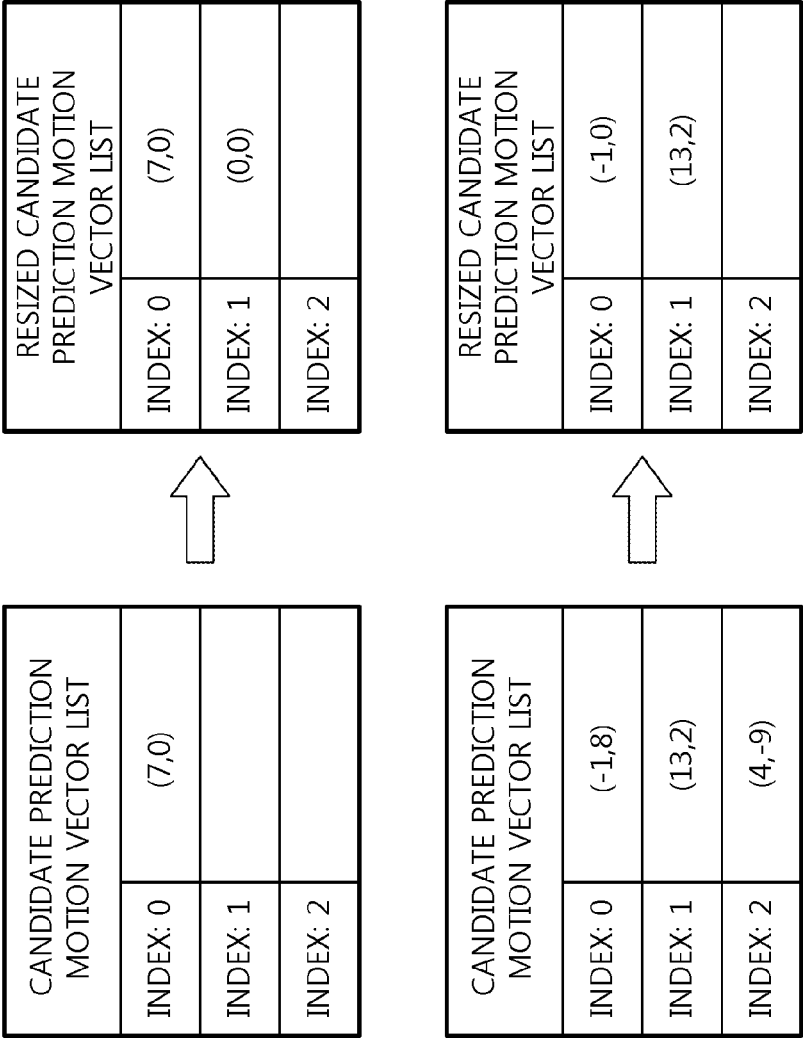 CANDIDATE PREDICTION
MOTION VECTOR LIST
INDEX: 0 (7,0)
INDEX: 1
INDEX: 2
RESIZED CANDIDATE
PREDICTION MOTION
VECTOR LIST
INDEX: 0 (7,0)
INDEX: 1 (0,0)
INDEX: 2
CANDIDATE PREDICTION
MOTION VECTOR LIST
INDEX: 0 (-1,8)
INDEX: 1 (13,2)
INDEX: 2 (4,-9)
RESIZED CANDIDATE
PREDICTION MOTION
VECTOR LIST
INDEX: 0 (-1,0)
INDEX: 1 (13,2)
INDEX: 2